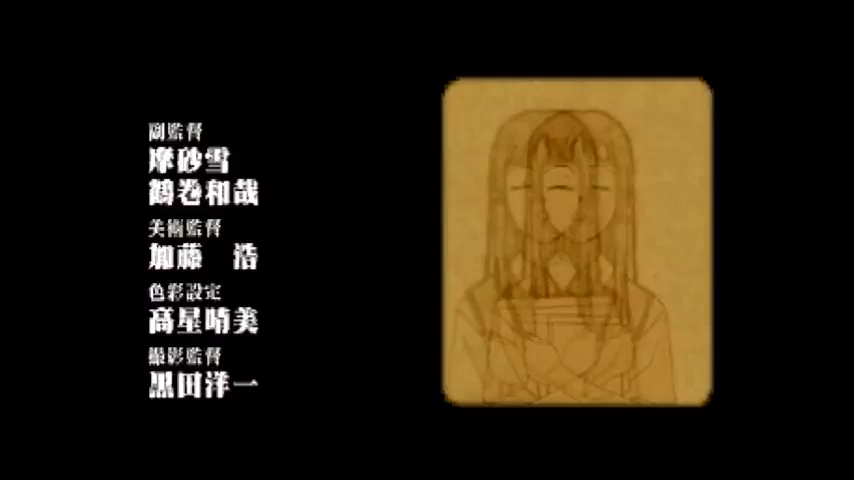 副監督
摩砂雪
鶴巻和哉
美術監督
加藤　浩
色彩設定
高星晴美
撮影監督
黒田洋一